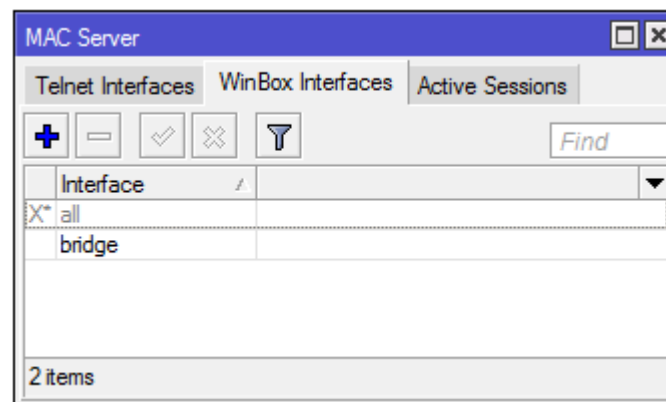 MAC Server
Telnet Interfaces WinBox Interfaces Active Sessions
Find
Interface
X* all
bridge
2 items